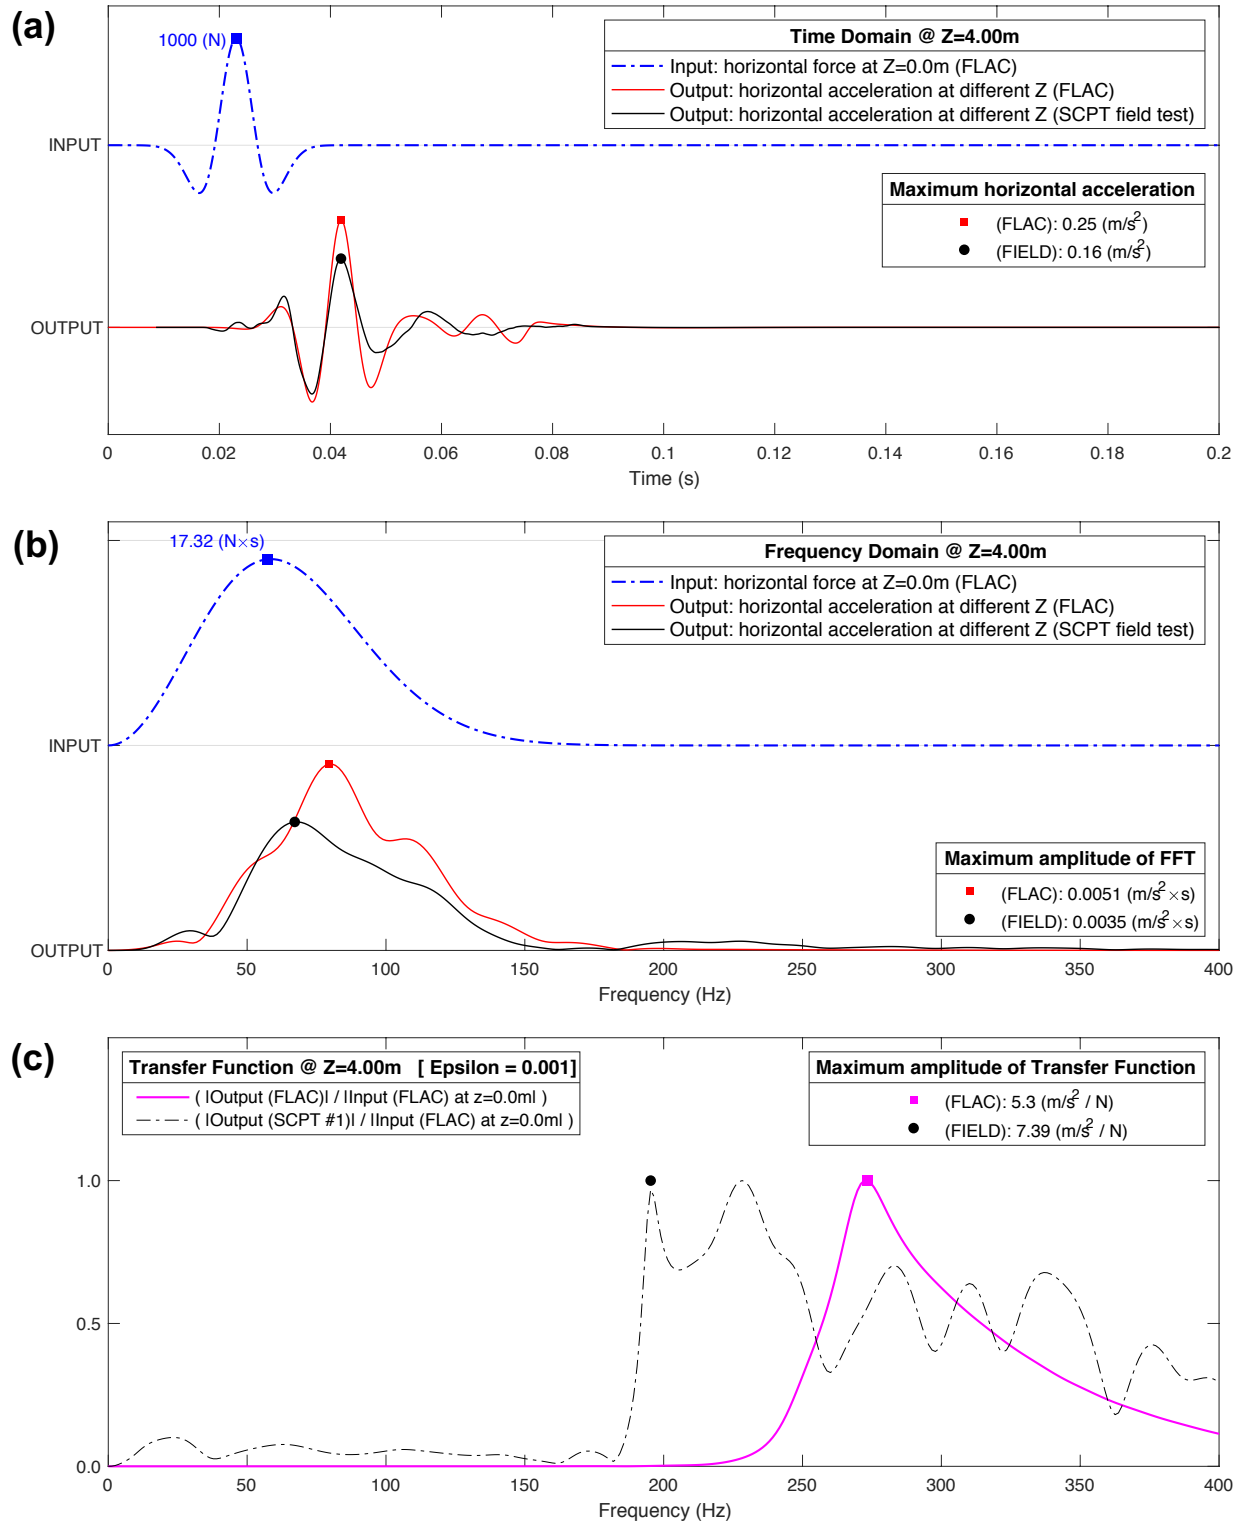 (a)
1000 (N)
Time Domain @ Z=4.00m
Input: horizontal force at Z=0.0m (FLAC)
Output: horizontal acceleration at different Z (FLAC)
Output: horizontal acceleration at different Z (SCPT field test)
INPUT
Maximum horizontal acceleration
(FLAC): 0.25 (m/s²)
(FIELD): 0.16 (m/s²)
OUTPUT
0 0.02 0.04 0.06 0.08 0.1 0.12 0.14 0.16 0.18 0.2
Time (s)
(b)
17.32 (N×s)
Frequency Domain @ Z=4.00m
Input: horizontal force at Z=0.0m (FLAC)
Output: horizontal acceleration at different Z (FLAC)
Output: horizontal acceleration at different Z (SCPT field test)
INPUT
Maximum amplitude of FFT
(FLAC): 0.0051 (m/s²×s)
(FIELD): 0.0035 (m/s²×s)
OUTPUT
0 50 100 150 200 250 300 350 400
Frequency (Hz)
(c)
Transfer Function @ Z=4.00m [ Epsilon = 0.001]
( |Output (FLAC)| / |Input (FLAC) at z=0.0m| )
( |Output (SCPT #1)| / |Input (FLAC) at z=0.0m| )
Maximum amplitude of Transfer Function
(FLAC): 5.3 (m/s² / N)
(FIELD): 7.39 (m/s² / N)
1.0
0.5
0.0
0 50 100 150 200 250 300 350 400
Frequency (Hz)